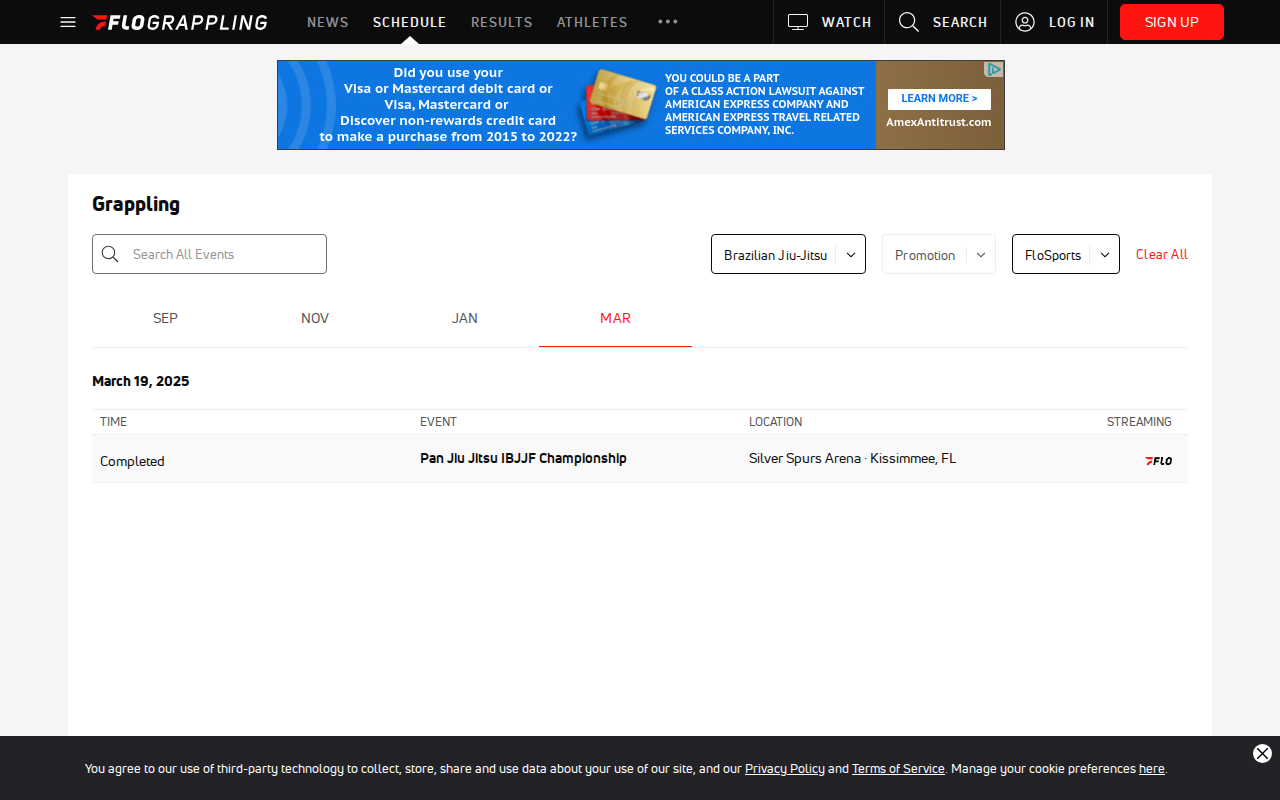 FLOGRAPPLING NEWS SCHEDULE RESULTS ATHLETES WATCH SEARCH LOG IN SIGN UP
Did you use your
Visa or Mastercard debit card or
Visa, Mastercard or
Discover non-rewards credit card
to make a purchase from 2015 to 2022?
YOU COULD BE A PART
OF A CLASS ACTION LAWSUIT AGAINST
AMERICAN EXPRESS COMPANY AND
AMERICAN EXPRESS TRAVEL RELATED
SERVICES COMPANY, INC.
LEARN MORE >
AmexAntitrust.com
Grappling
Search All Events Brazilian Jiu-Jitsu Promotion FloSports Clear All
SEP NOV JAN MAR
March 19, 2025
TIME EVENT LOCATION STREAMING
Completed Pan Jiu Jitsu IBJJF Championship Silver Spurs Arena · Kissimmee, FL FLO
You agree to our use of third-party technology to collect, store, share and use data about your use of our site, and our Privacy Policy and Terms of Service. Manage your cookie preferences here.